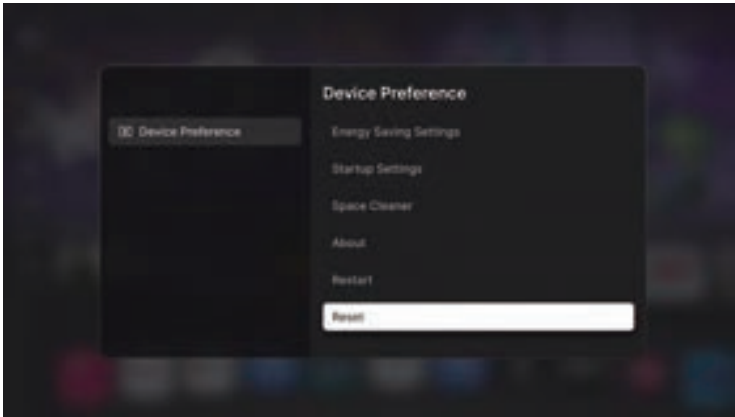 Device Preference
Device Preference
Energy Saving Settings
Startup Settings
Space Cleaner
About
Restart
Reset